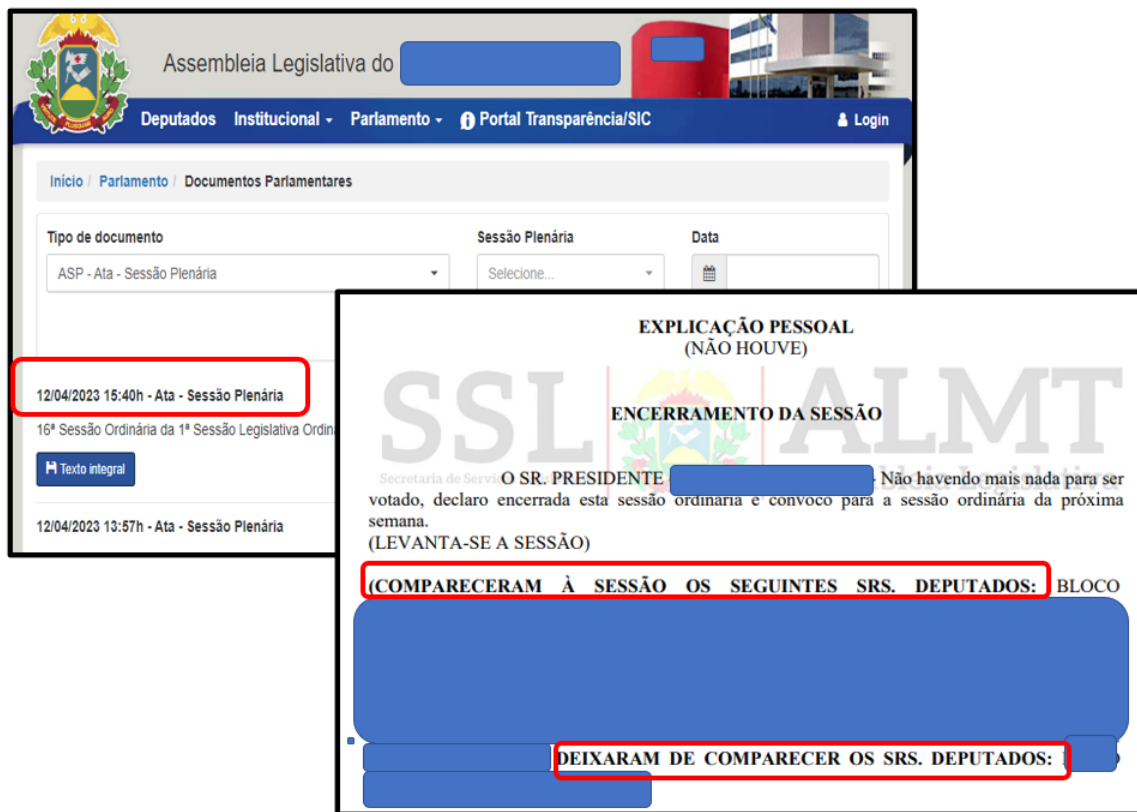 Assembleia Legislativa do
Deputados Institucional Parlamento Portal Transparência/SIC Login
Início / Parlamento / Documentos Parlamentares
Tipo de documento Sessão Plenária Data
ASP - Ata - Sessão Plenária Selecione...
12/04/2023 15:40h - Ata - Sessão Plenária
16ª Sessão Ordinária da 1ª Sessão Legislativa
Texto integral
12/04/2023 13:57h - Ata - Sessão Plenária
EXPLICAÇÃO PESSOAL
(NÃO HOUVE)
SSL ALMT
ENCERRAMENTO DA SESSÃO
Secretaria de
Legislativa
O SR. PRESIDENTE - Não havendo mais nada para ser
votado, declaro encerrada esta sessão ordinária e convoco para a sessão ordinária da próxima
semana.
(LEVANTA-SE A SESSÃO)
(COMPARECERAM À SESSÃO OS SEGUINTES SRS. DEPUTADOS: BLOCO
DEIXARAM DE COMPARECER OS SRS. DEPUTADOS: